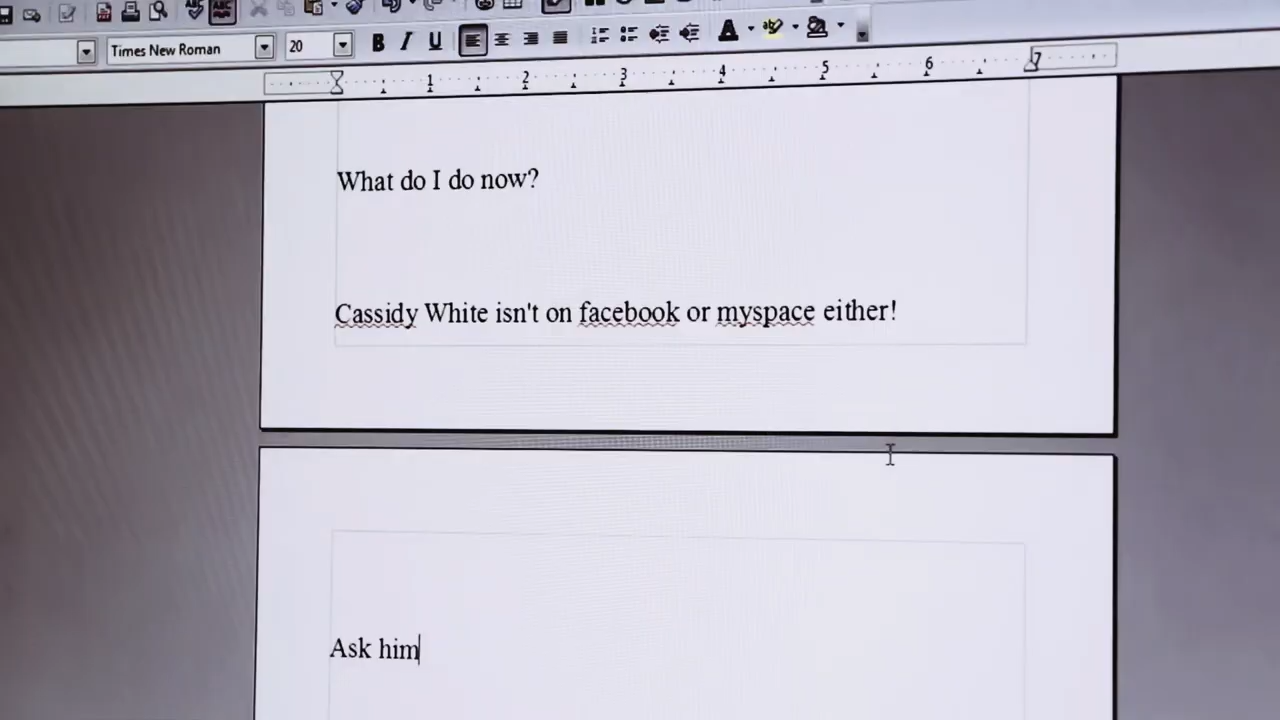 Times New Roman
20
B I U
A
1 2 3 4 5 6 7
What do I do now?
Cassidy White isn't on facebook or myspace either!
Ask him